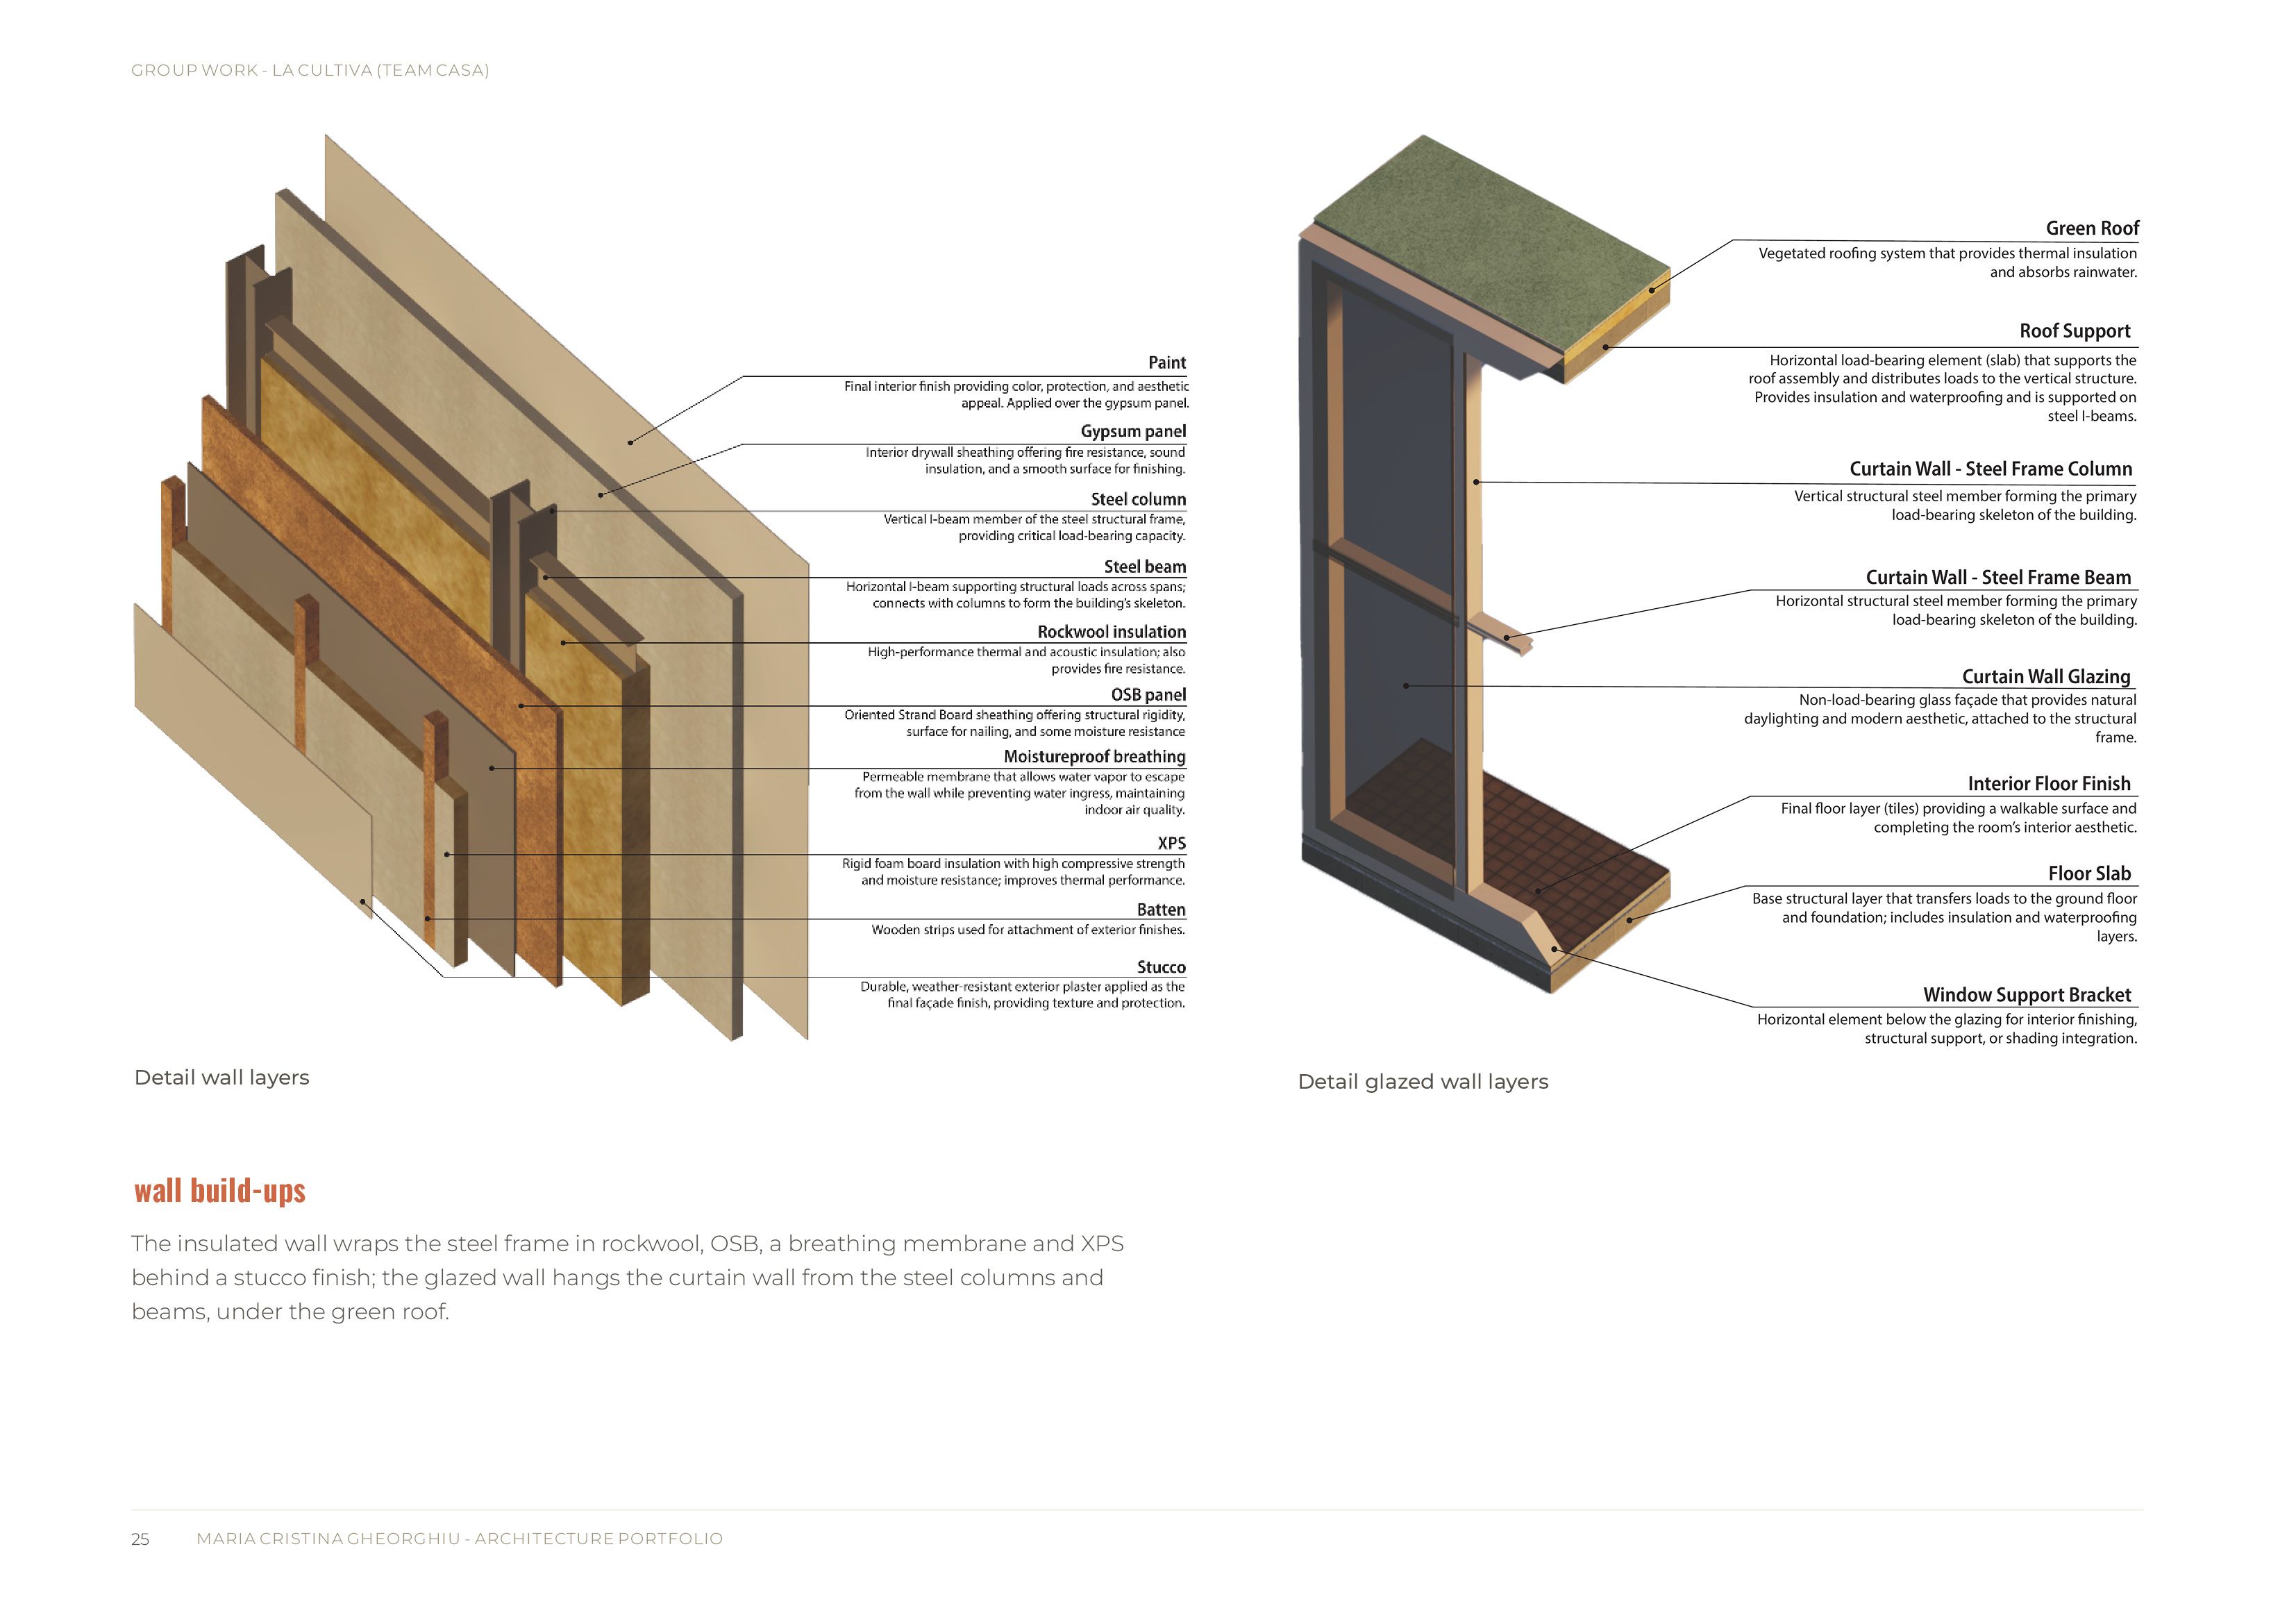 GROUP WORK - LA CULTIVA (TEAM CASA)
Paint
Final interior finish providing color, protection, and aesthetic
appeal. Applied over the gypsum panel.
Gypsum panel
Interior drywall sheathing offering fire resistance, sound
insulation, and a smooth surface for finishing.
Steel column
Vertical I-beam member of the steel structural frame,
providing critical load-bearing capacity.
Steel beam
Horizontal I-beam supporting structural loads across spans;
connects with columns to form the building's skeleton.
Rockwool insulation
High-performance thermal and acoustic insulation; also
provides fire resistance.
OSB panel
Oriented Strand Board sheathing offering structural rigidity,
surface for nailing, and some moisture resistance
Moistureproof breathing
Permeable membrane that allows water vapor to escape
from the wall while preventing water ingress, maintaining
indoor air quality.
XPS
Rigid foam board insulation with high compressive strength
and moisture resistance; improves thermal performance.
Batten
Wooden strips used for attachment of exterior finishes.
Stucco
Durable, weather-resistant exterior plaster applied as the
final façade finish, providing texture and protection.
Detail wall layers
Green Roof
Vegetated roofing system that provides thermal insulation
and absorbs rainwater.
Roof Support
Horizontal load-bearing element (slab) that supports the
roof assembly and distributes loads to the vertical structure.
Provides insulation and waterproofing and is supported on
steel I-beams.
Curtain Wall - Steel Frame Column
Vertical structural steel member forming the primary
load-bearing skeleton of the building.
Curtain Wall - Steel Frame Beam
Horizontal structural steel member forming the primary
load-bearing skeleton of the building.
Curtain Wall Glazing
Non-load-bearing glass façade that provides natural
daylighting and modern aesthetic, attached to the structural
frame.
Interior Floor Finish
Final floor layer (tiles) providing a walkable surface and
completing the room's interior aesthetic.
Floor Slab
Base structural layer that transfers loads to the ground floor
and foundation; includes insulation and waterproofing
layers.
Window Support Bracket
Horizontal element below the glazing for interior finishing,
structural support, or shading integration.
Detail glazed wall layers
wall build-ups
The insulated wall wraps the steel frame in rockwool, OSB, a breathing membrane and XPS
behind a stucco finish; the glazed wall hangs the curtain wall from the steel columns and
beams, under the green roof.
25 MARIA CRISTINA GHEORGHIU - ARCHITECTURE PORTFOLIO